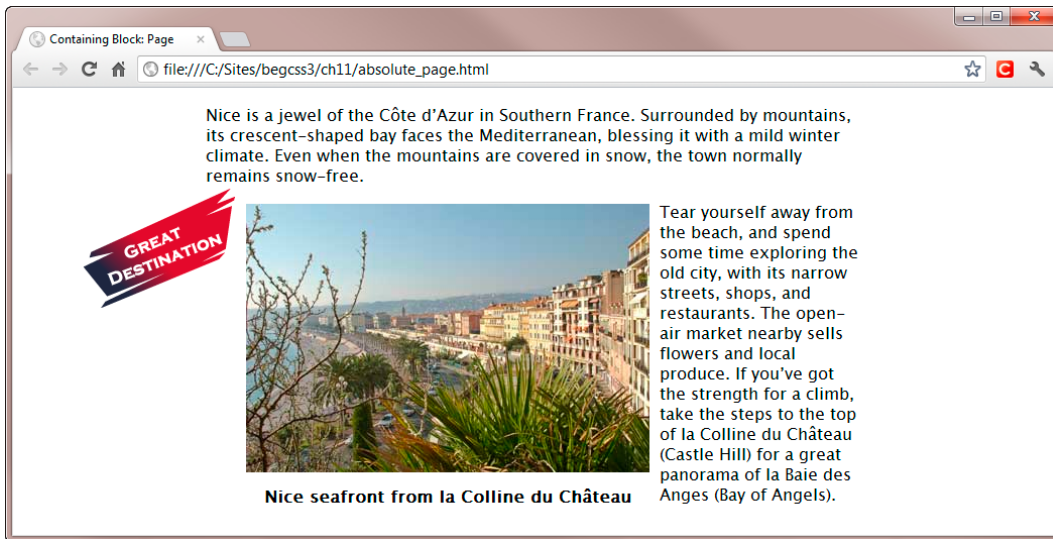 Containing Block: Page
file:///C:/Sites/begcss3/ch11/absolute_page.html
Nice is a jewel of the Côte d’Azur in Southern France. Surrounded by mountains,
its crescent-shaped bay faces the Mediterranean, blessing it with a mild winter
climate. Even when the mountains are covered in snow, the town normally
remains snow-free.
GREAT
DESTINATION
Tear yourself away from
the beach, and spend
some time exploring the
old city, with its narrow
streets, shops, and
restaurants. The open-
air market nearby sells
flowers and local
produce. If you’ve got
the strength for a climb,
take the steps to the top
of la Colline du Château
(Castle Hill) for a great
panorama of la Baie des
Anges (Bay of Angels).
Nice seafront from la Colline du Château